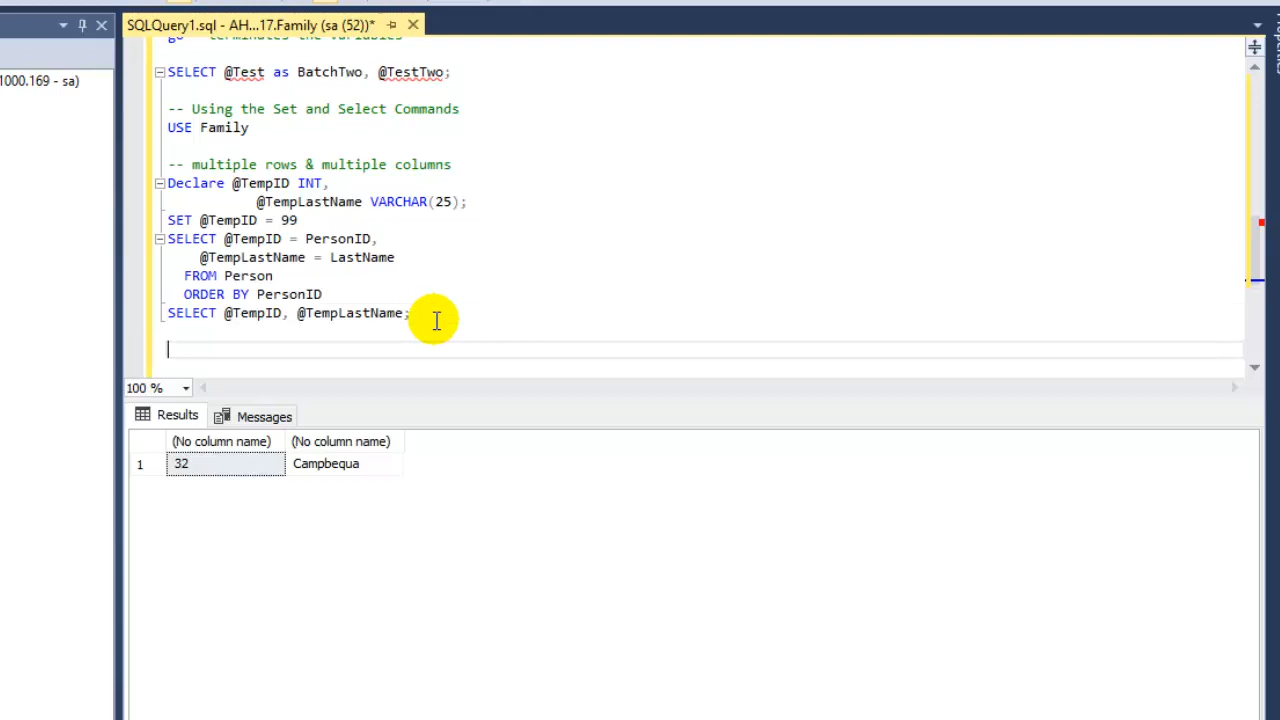 SQLQuery1.sql - AH...17.Family (sa (52))*
1000.169 - sa)
SELECT @Test as BatchTwo, @TestTwo;
-- Using the Set and Select Commands
USE Family
-- multiple rows & multiple columns
Declare @TempID INT,
@TempLastName VARCHAR(25);
SET @TempID = 99
SELECT @TempID = PersonID,
@TempLastName = LastName
FROM Person
ORDER BY PersonID
SELECT @TempID, @TempLastName;
100 %
Results Messages
(No column name) (No column name)
1 32 Campbequa